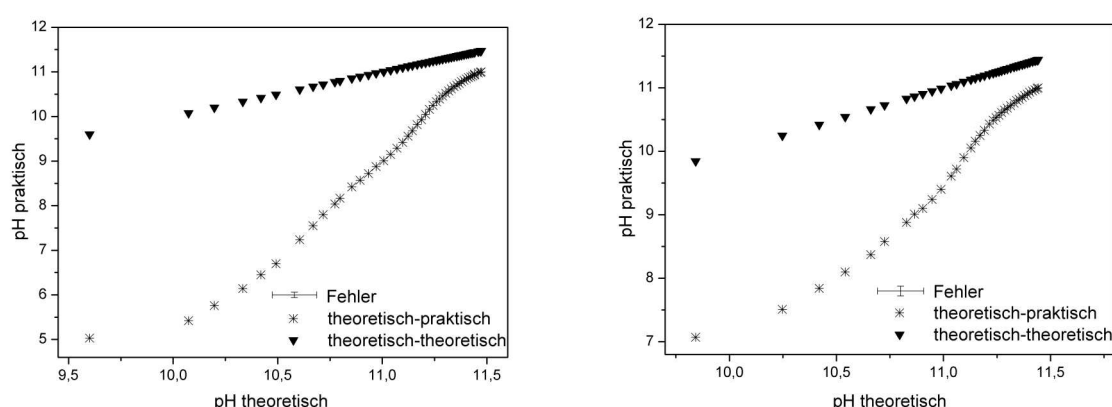 12
11
10
9
8
7
6
5
pH praktisch
Fehler
theoretisch-praktisch
theoretisch-theoretisch
9,5
10,0
10,5
11,0
11,5
pH theoretisch
12
11
10
9
8
7
pH praktisch
Fehler
theoretisch-praktisch
theoretisch-theoretisch
10,0
10,5
11,0
11,5
pH theoretisch